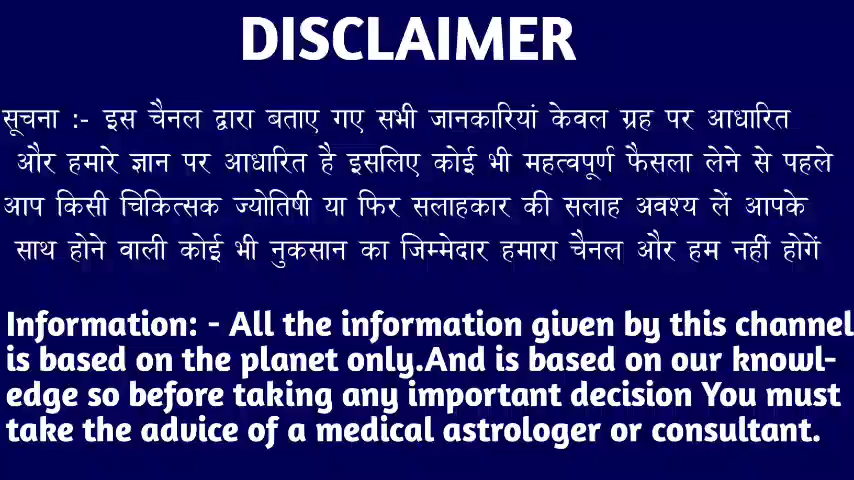 DISCLAIMER
सूचना :- इस चैनल द्वारा बताए गए सभी जानकारियां केवल ग्रह पर आधारित
और हमारे ज्ञान पर आधारित है इसलिए कोई भी महत्वपूर्ण फैसला लेने से पहले
आप किसी चिकित्सक ज्योतिषी या फिर सलाहकार की सलाह अवश्य लें आपके
साथ होने वाली कोई भी नुकसान का जिम्मेदार हमारा चैनल और हम नहीं होगें
Information: - All the information given by this channel
is based on the planet only.And is based on our knowl-
edge so before taking any important decision You must
take the advice of a medical astrologer or consultant.